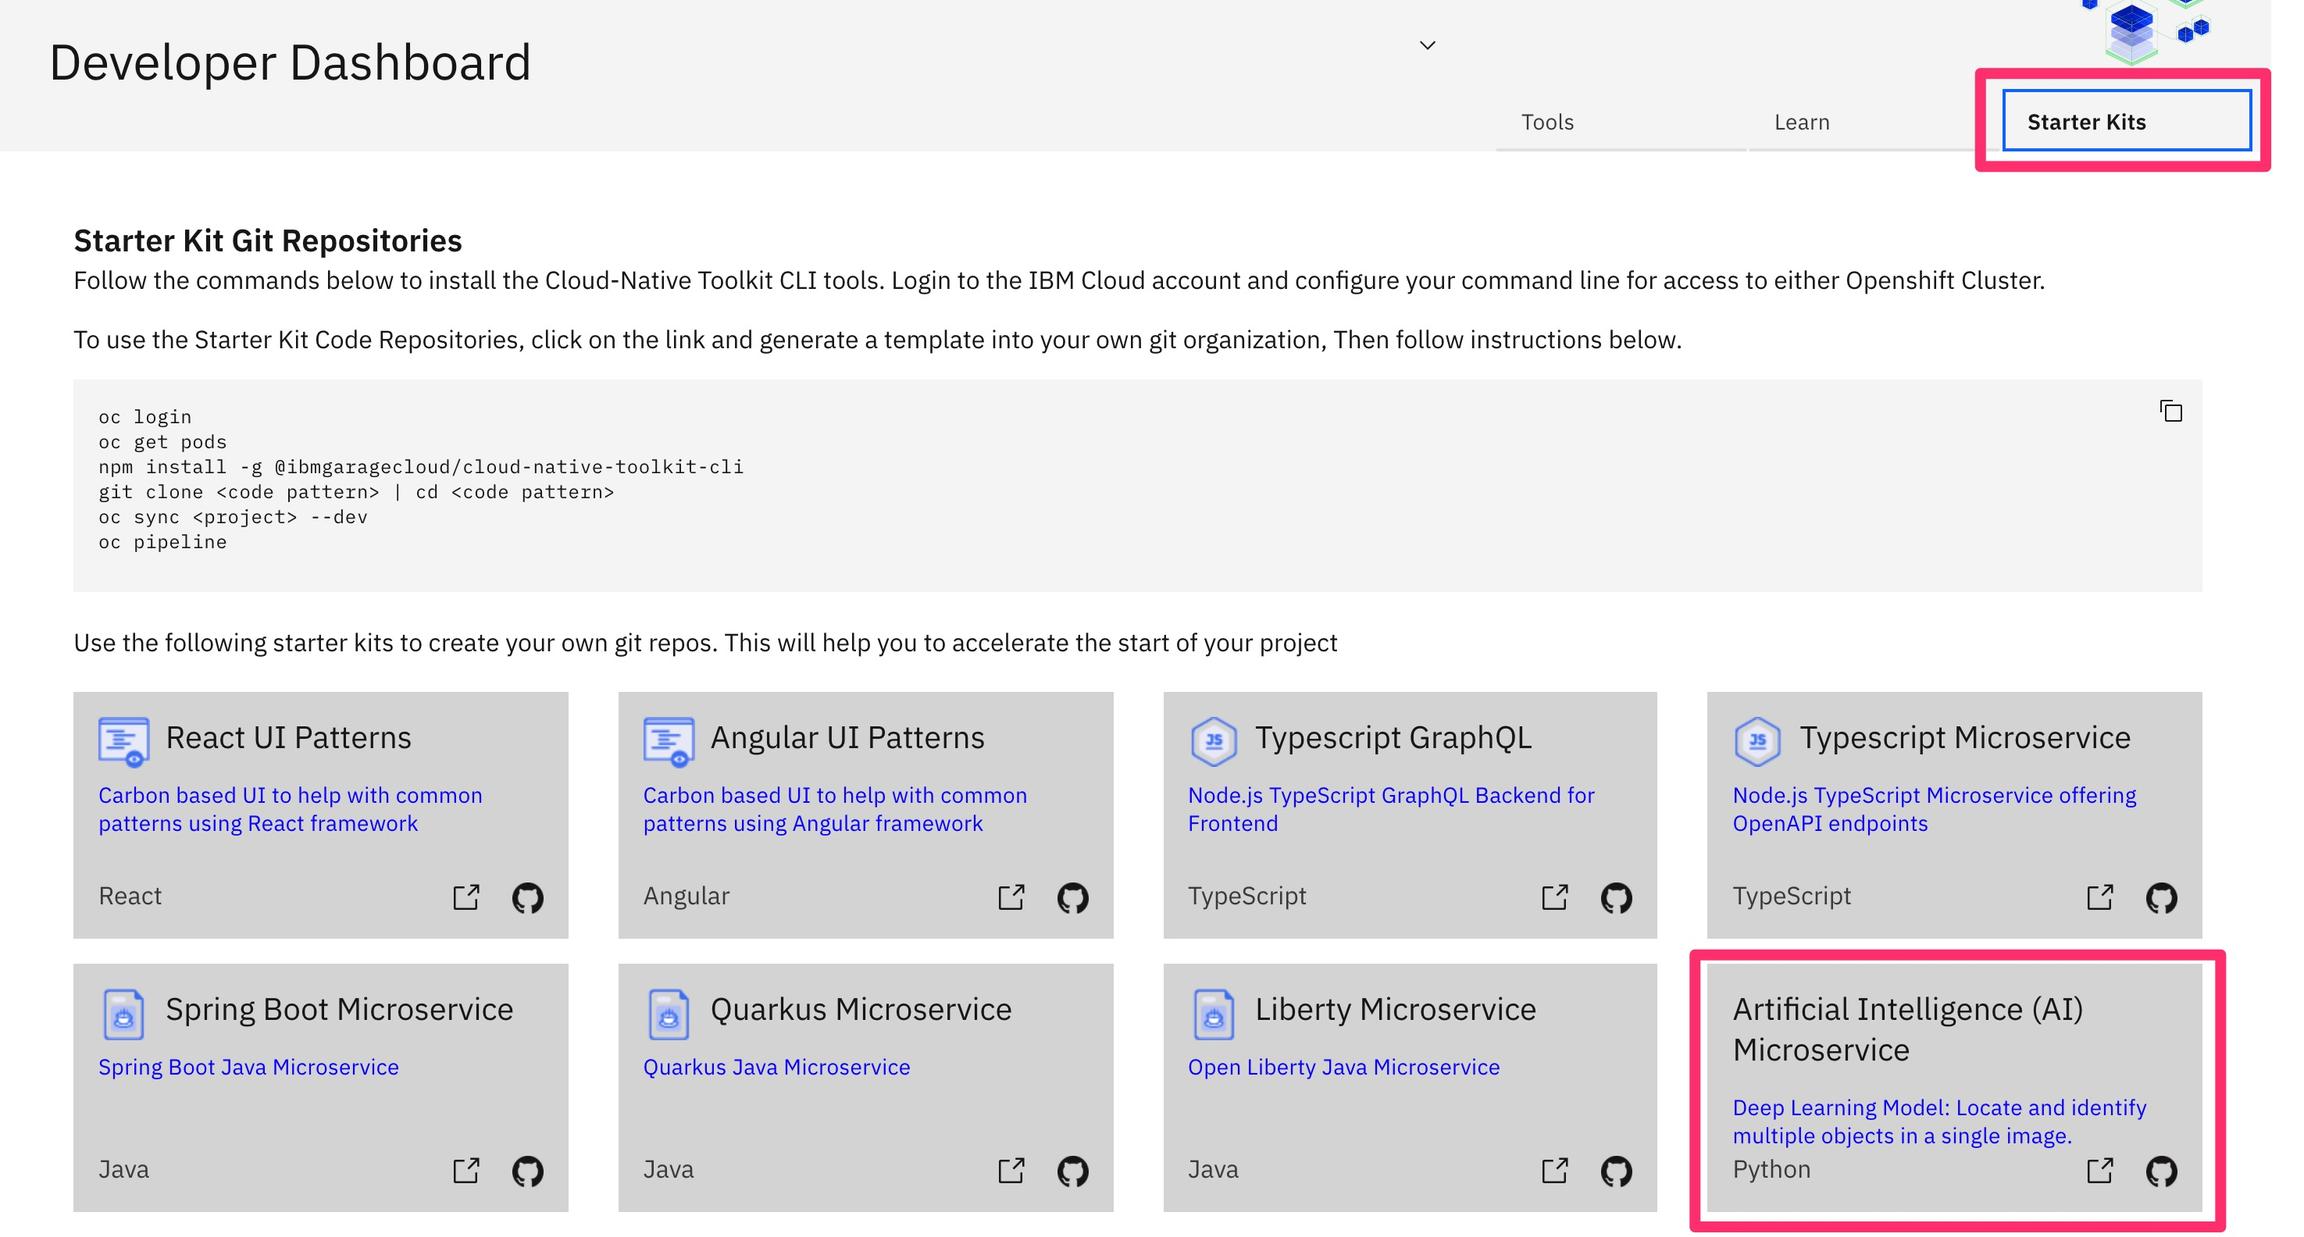 Developer Dashboard
Tools
Learn
Starter Kits
Starter Kit Git Repositories
Follow the commands below to install the Cloud-Native Toolkit CLI tools. Login to the IBM Cloud account and configure your command line for access to either Openshift Cluster.
To use the Starter Kit Code Repositories, click on the link and generate a template into your own git organization, Then follow instructions below.
oc login
oc get pods
npm install -g @ibmgaragecloud/cloud-native-toolkit-cli
git clone <code pattern> | cd <code pattern>
oc sync <project> --dev
oc pipeline
Use the following starter kits to create your own git repos. This will help you to accelerate the start of your project
React UI Patterns
Carbon based UI to help with common
patterns using React framework
React
Angular UI Patterns
Carbon based UI to help with common
patterns using Angular framework
Angular
JS
Typescript GraphQL
Node.js TypeScript GraphQL Backend for
Frontend
TypeScript
JS
Typescript Microservice
Node.js TypeScript Microservice offering
OpenAPI endpoints
TypeScript
Spring Boot Microservice
Spring Boot Java Microservice
Java
Quarkus Microservice
Quarkus Java Microservice
Java
Liberty Microservice
Open Liberty Java Microservice
Java
Artificial Intelligence (AI)
Microservice
Deep Learning Model: Locate and identify
multiple objects in a single image.
Python